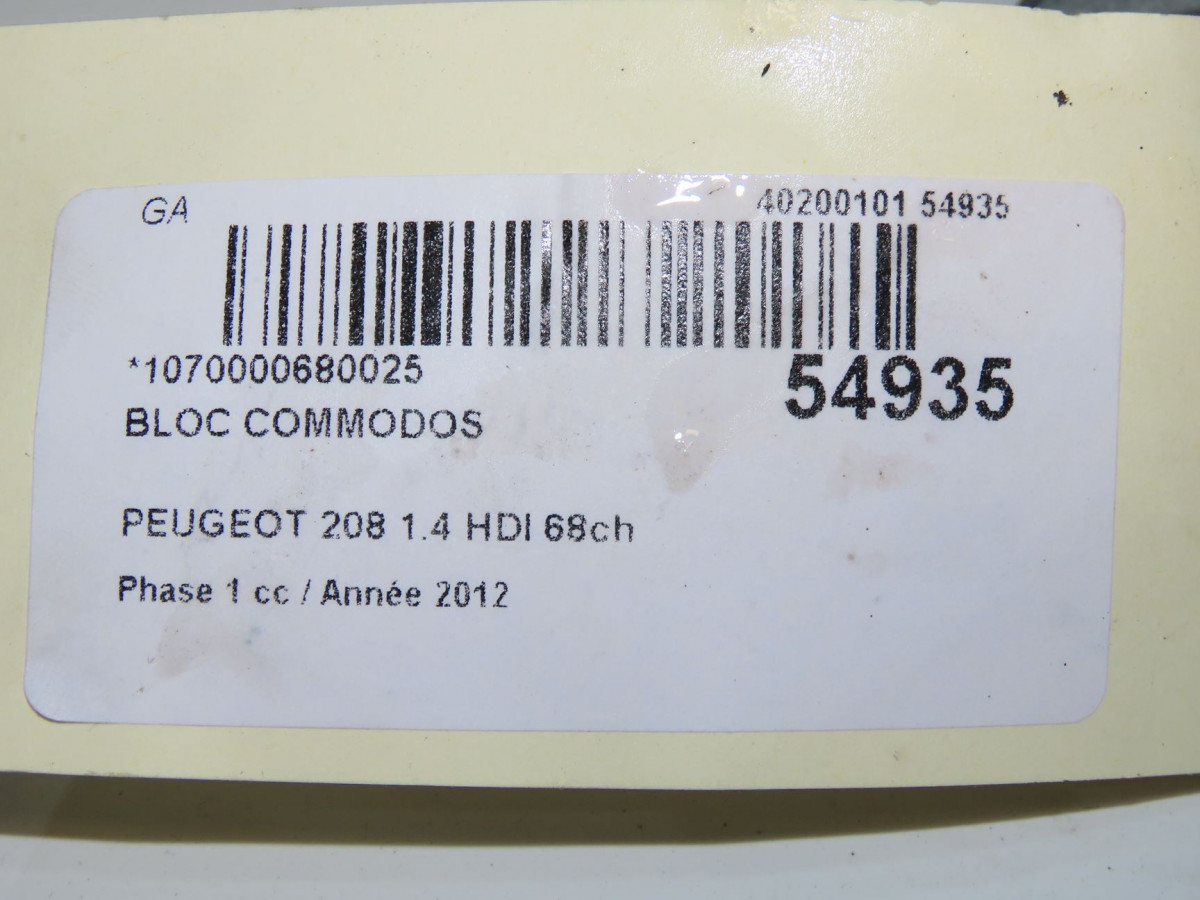 GA 40200101 54935
*1070000680025
54935
BLOC COMMODOS
PEUGEOT 208 1.4 HDI 68ch
Phase 1 cc / Année 2012